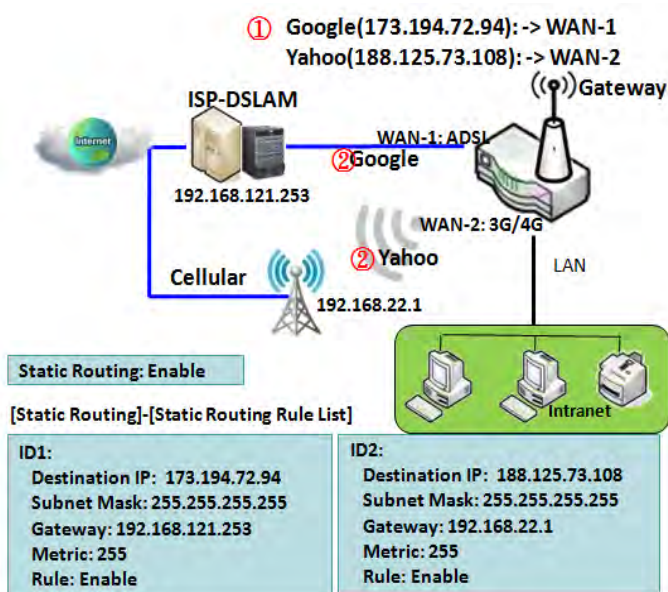 ① Google(173.194.72.94): -> WAN-1
Yahoo(188.125.73.108): -> WAN-2
Gateway
ISP-DSLAM
Internet
WAN-1: ADSL
②Google
192.168.121.253
WAN-2: 3G/4G
② Yahoo
LAN
Cellular
192.168.22.1
Static Routing: Enable
Intranet
[Static Routing]-[Static Routing Rule List]
ID1:
Destination IP: 173.194.72.94
Subnet Mask: 255.255.255.255
Gateway: 192.168.121.253
Metric: 255
Rule: Enable
ID2:
Destination IP: 188.125.73.108
Subnet Mask: 255.255.255.255
Gateway: 192.168.22.1
Metric: 255
Rule: Enable